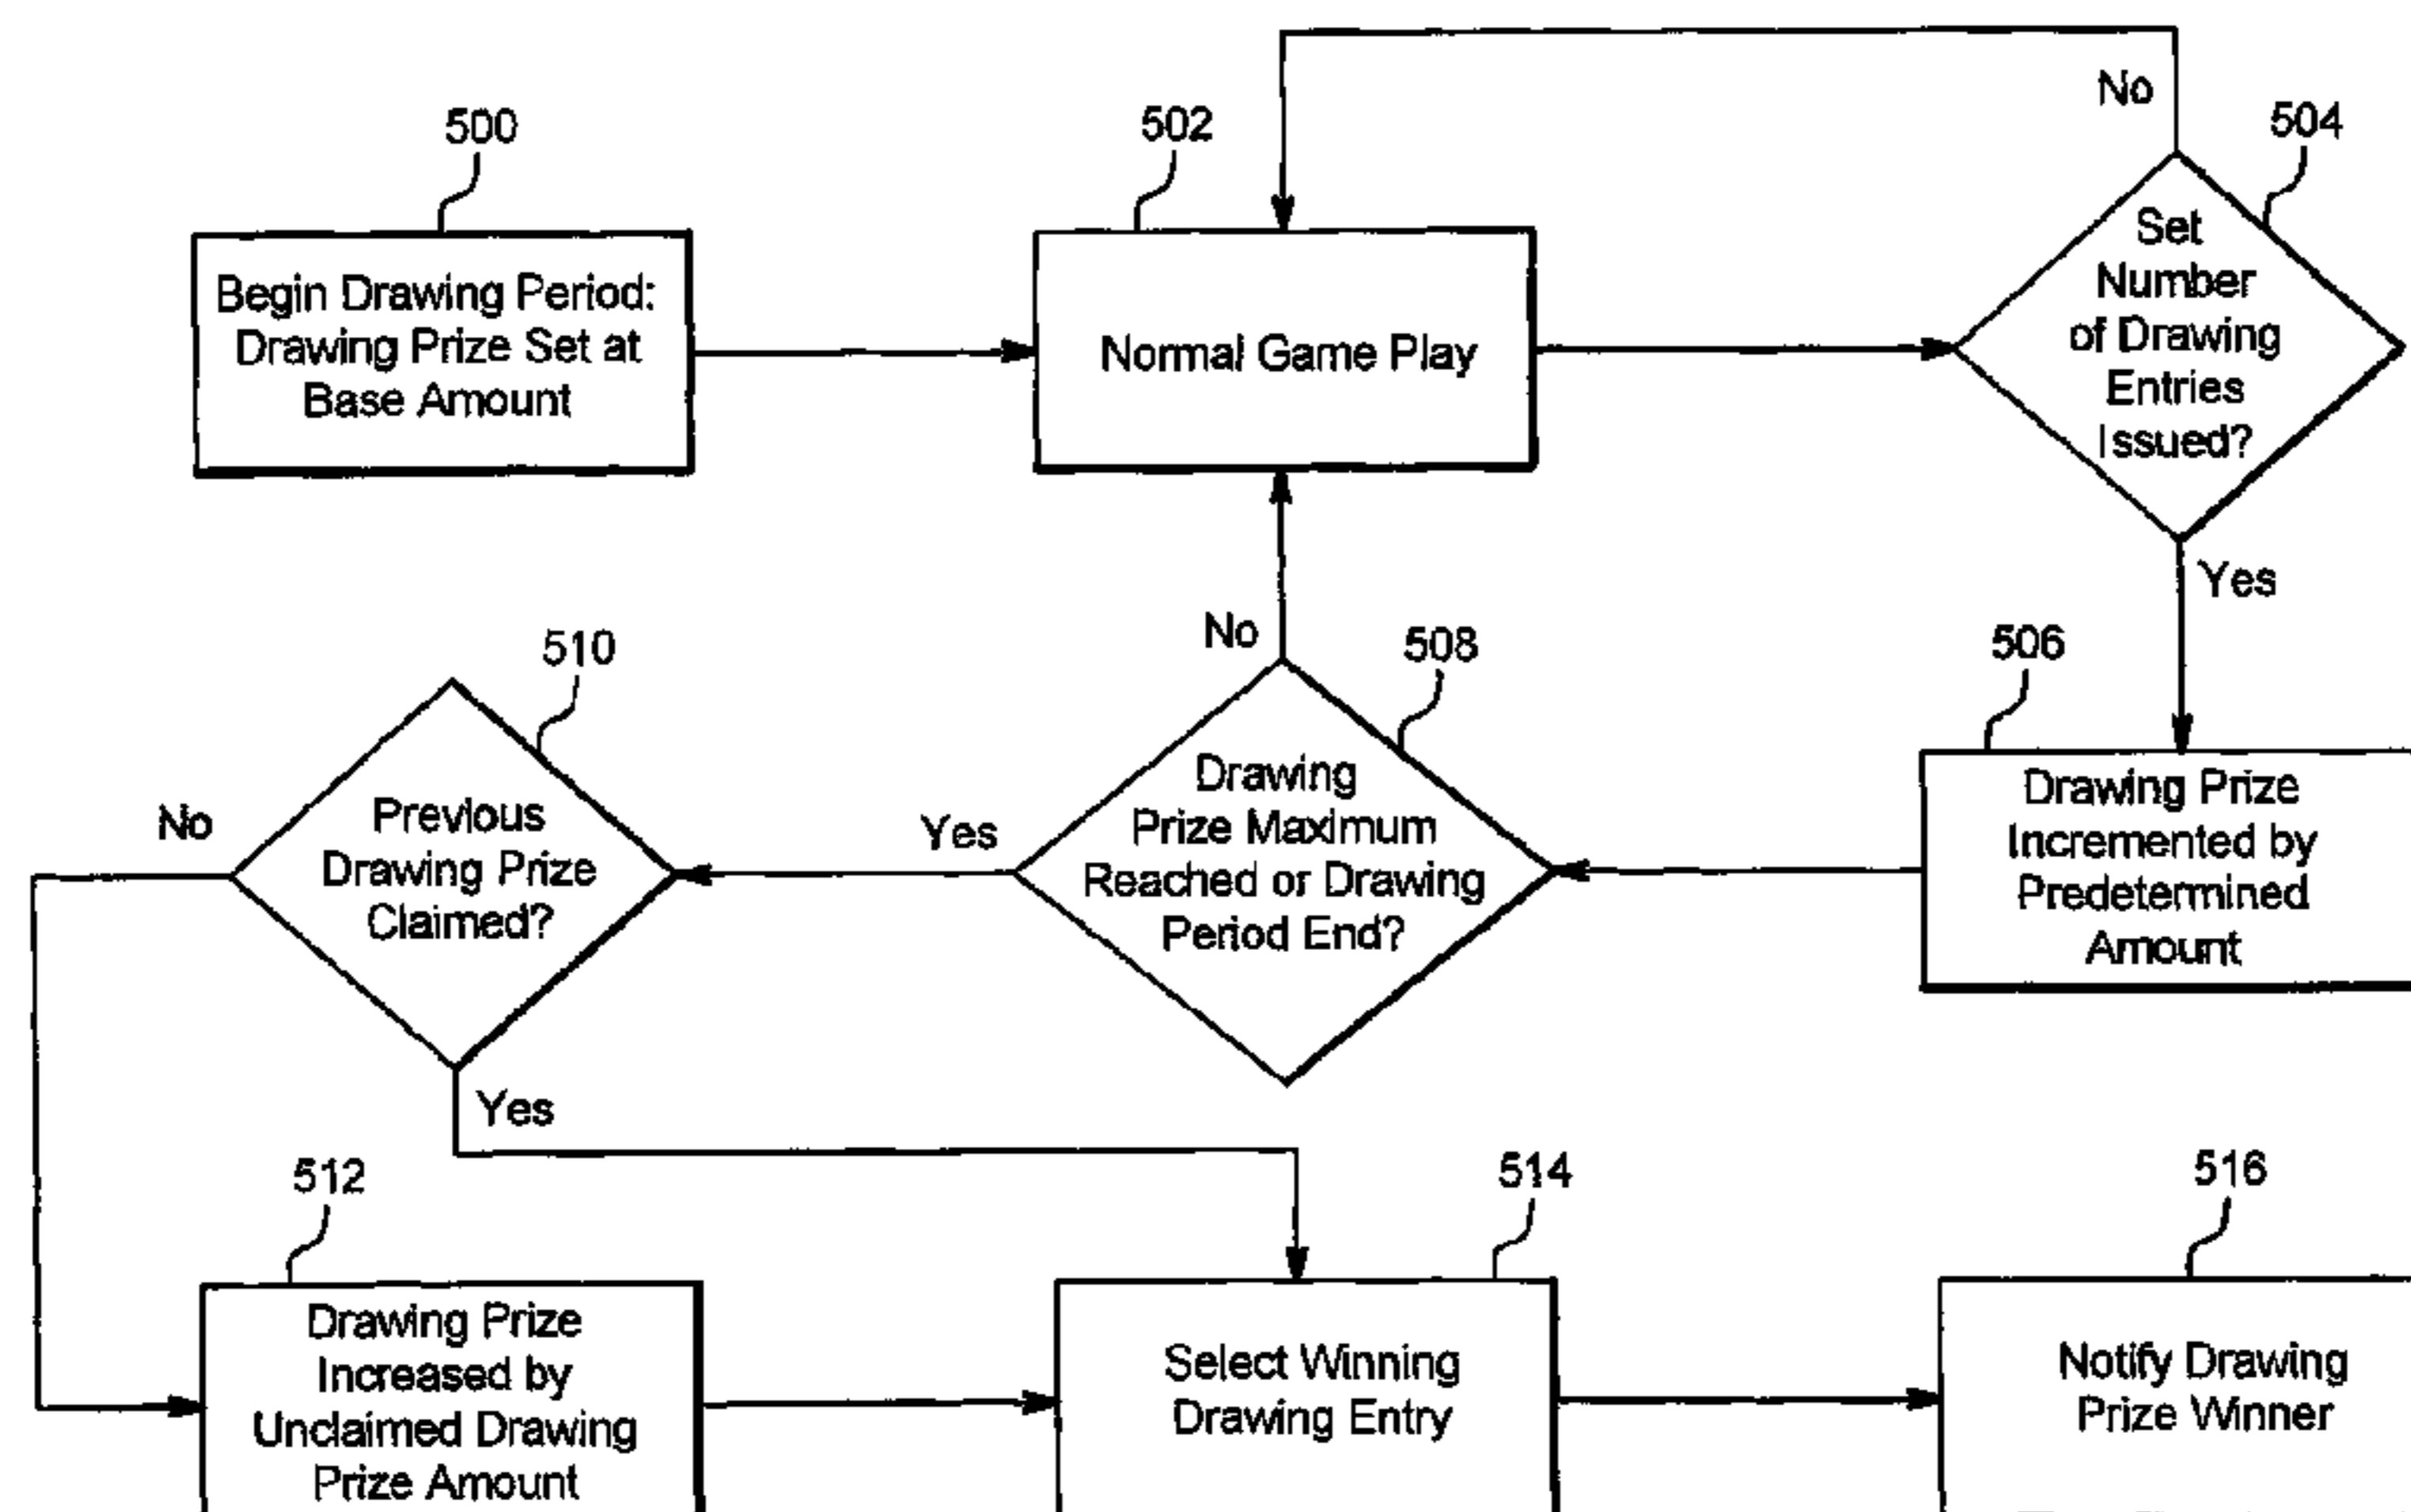 500
Begin Drawing Period:
Drawing Prize Set at
Base Amount
502
Normal Game Play
No
504
Set
Number
of Drawing
Entries
Issued?
Yes
506
Drawing Prize
Incremented by
Predetermined
Amount
No
508
Drawing
Prize Maximum
Reached or Drawing
Period End?
Yes
510
Previous
Drawing Prize
Claimed?
No
Yes
512
Drawing Prize
Increased by
Unclaimed Drawing
Prize Amount
514
Select Winning
Drawing Entry
516
Notify Drawing
Prize Winner